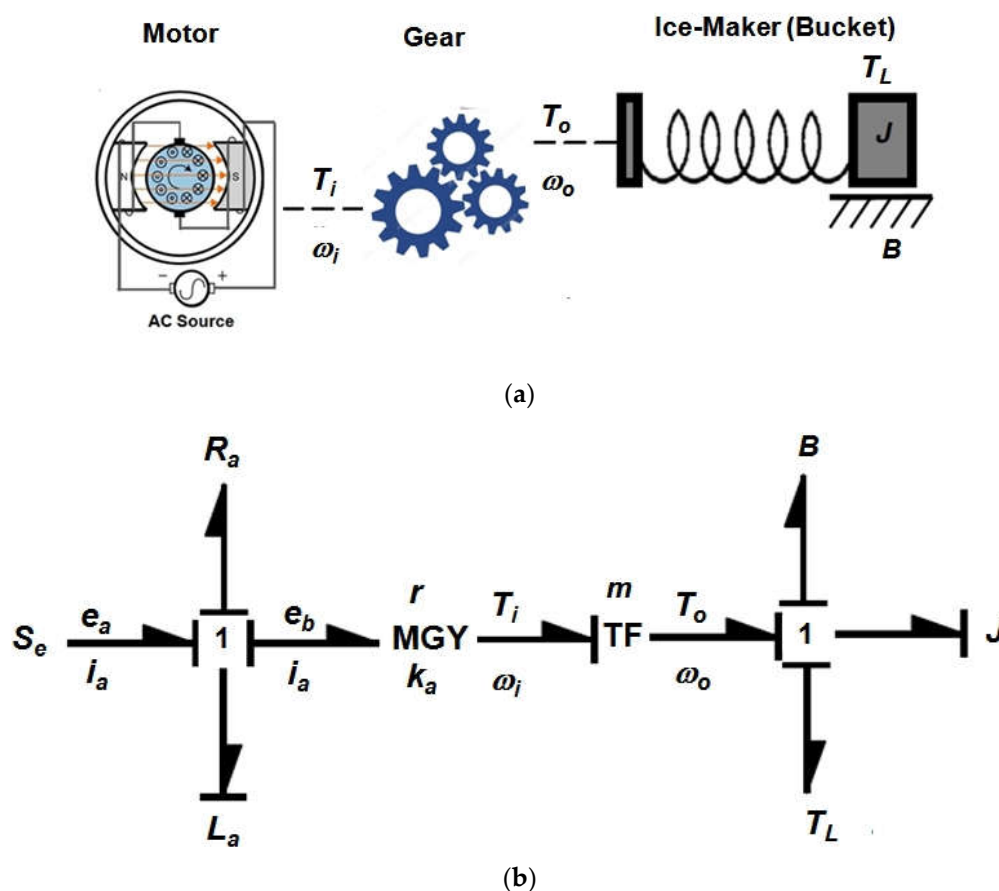 Motor
Gear
Ice-Maker (Bucket)
T_L
T_o
J
T_i
N
S
ω_o
ω_i
B
− +
AC Source
(a)
R_a
B
e_a
e_b
r
T_i
m
T_o
S_e
1
MGY
TF
1
J
i_a
i_a
k_a
ω_i
ω_o
L_a
T_L
(b)